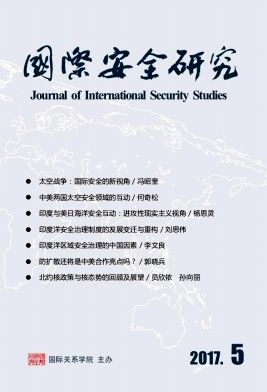 国際安全研究
Journal of International Security Studies
● 太空战争：国际安全的新视角 / 冯昭奎
● 中美两国太空安全领域的互动 / 何奇松
● 印度与美日海洋安全互动：进攻性现实主义视角 / 杨思灵
● 印度洋安全治理制度的发展变迁与重构 / 刘思伟
● 印度洋区域安全治理的中国因素 / 李文良
● 防扩散还将是中美合作亮点吗？ / 郭晓兵
● 北约核政策与核态势的回顾及展望 / 员欣依 孙向丽
国际关系学院 主办
2017. 5